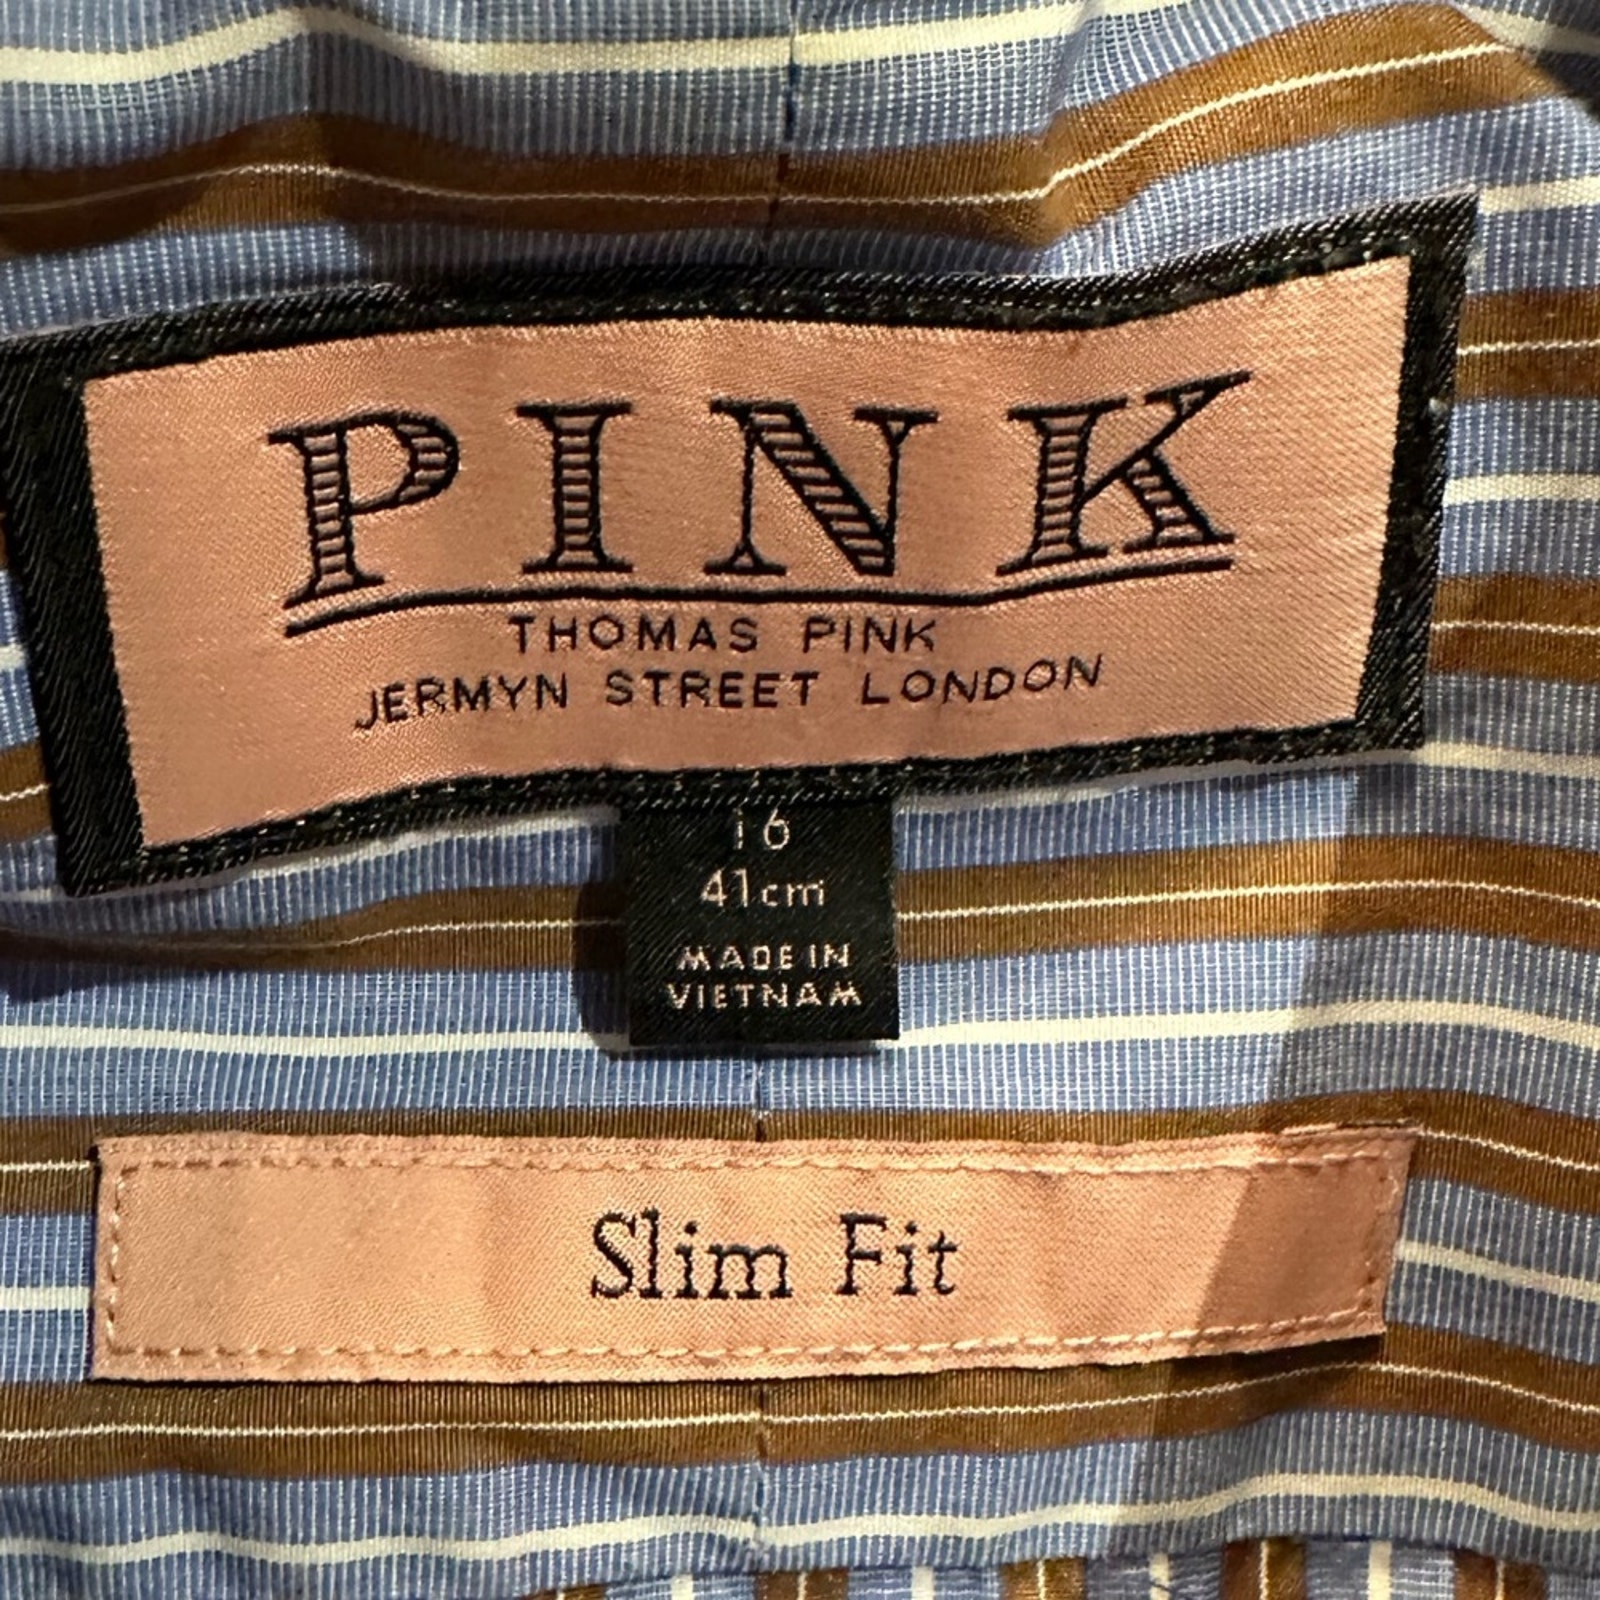 PINK
THOMAS PINK
JERMYN STREET LONDON
16
41cm
MADE IN
VIETNAM
Slim Fit